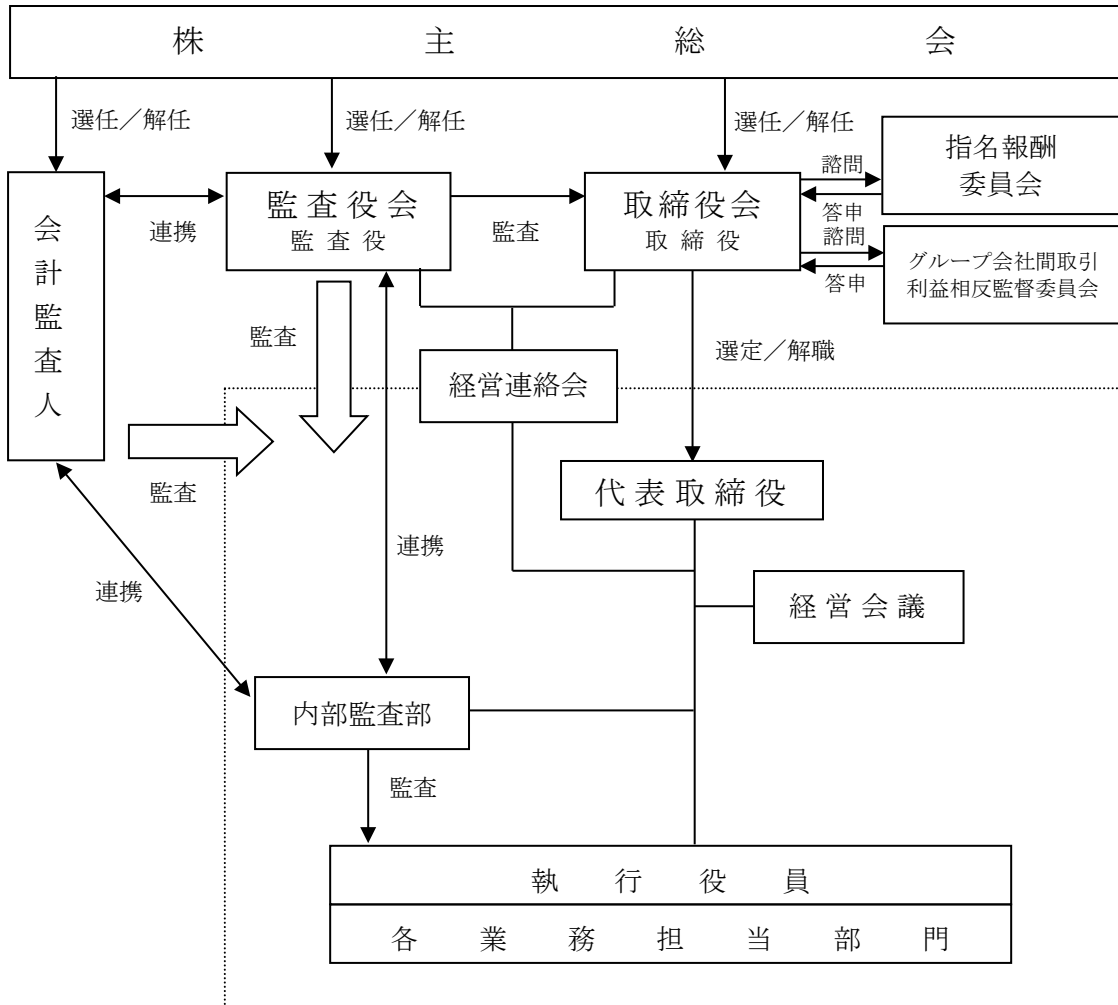 株主総会
選任／解任
選任／解任
選任／解任
指名報酬
委員会
諮問
答申
会計監査人
連携
監査役会
監査役
監査
取締役会
取締役
諮問
答申
グループ会社間取引
利益相反監督委員会
監査
選定／解職
経営連絡会
監査
代表取締役
連携
連携
経営会議
内部監査部
監査
執行役員
各業務担当部門